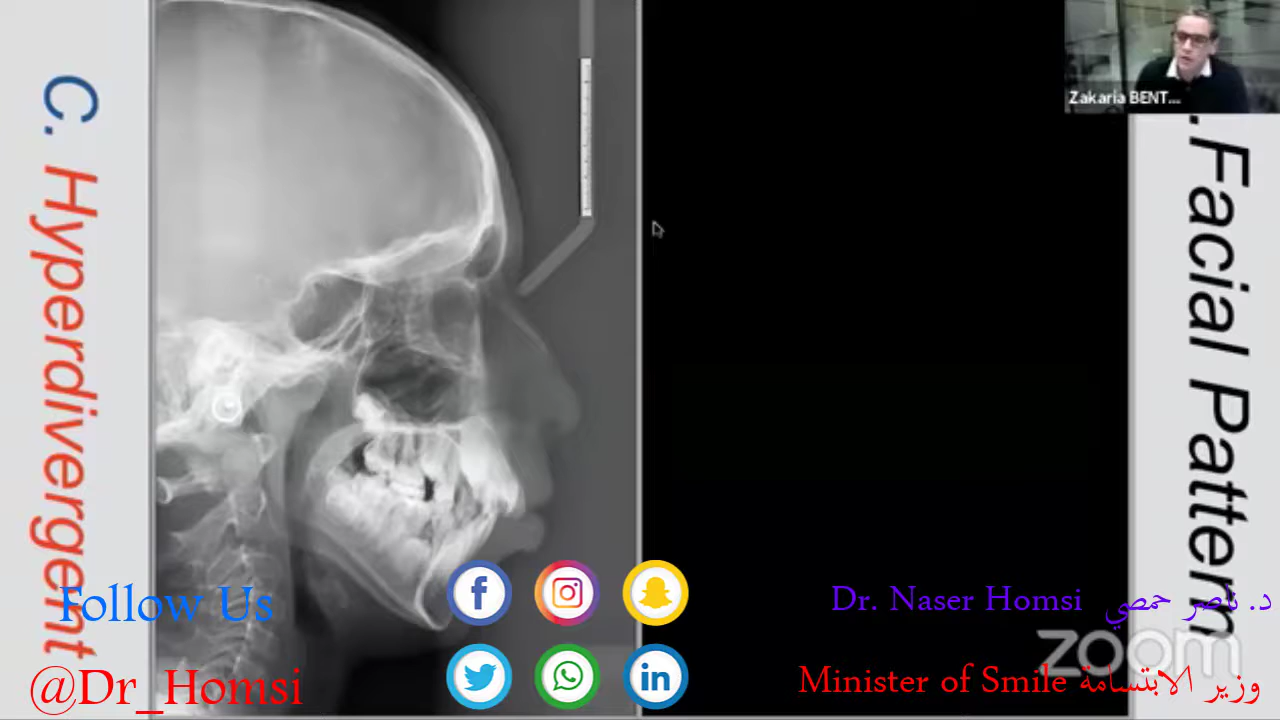 C. Hyperdivergent
Zakaria BENT...
.Facial Pattern
Follow Us
@Dr_Homsi
Dr. Naser Homsi د. ناصر حمصي
Minister of Smile وزير الابتسامة
zoom
f
in